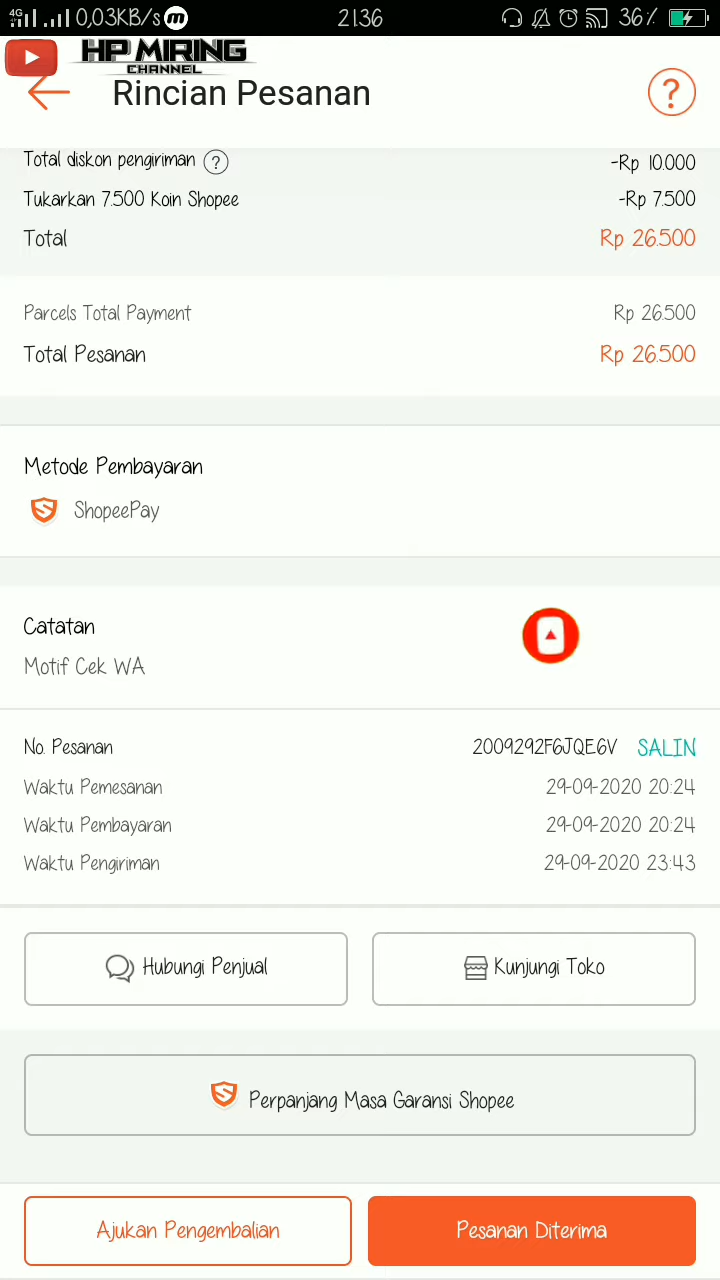 4G 0,03KB/s m 21.36 36%
HP MIRING
CHANNEL
Rincian Pesanan ?
Total diskon pengiriman ? -Rp 10.000
Tukarkan 7.500 Koin Shopee -Rp 7.500
Total Rp 26.500
Parcels Total Payment Rp 26.500
Total Pesanan Rp 26.500
Metode Pembayaran
ShopeePay
Catatan
Motif Cek WA
No. Pesanan 2009292F6JQE6V SALIN
Waktu Pemesanan 29-09-2020 20:24
Waktu Pembayaran 29-09-2020 20:24
Waktu Pengiriman 29-09-2020 23:43
Hubungi Penjual Kunjungi Toko
Perpanjang Masa Garansi Shopee
Ajukan Pengembalian Pesanan Diterima